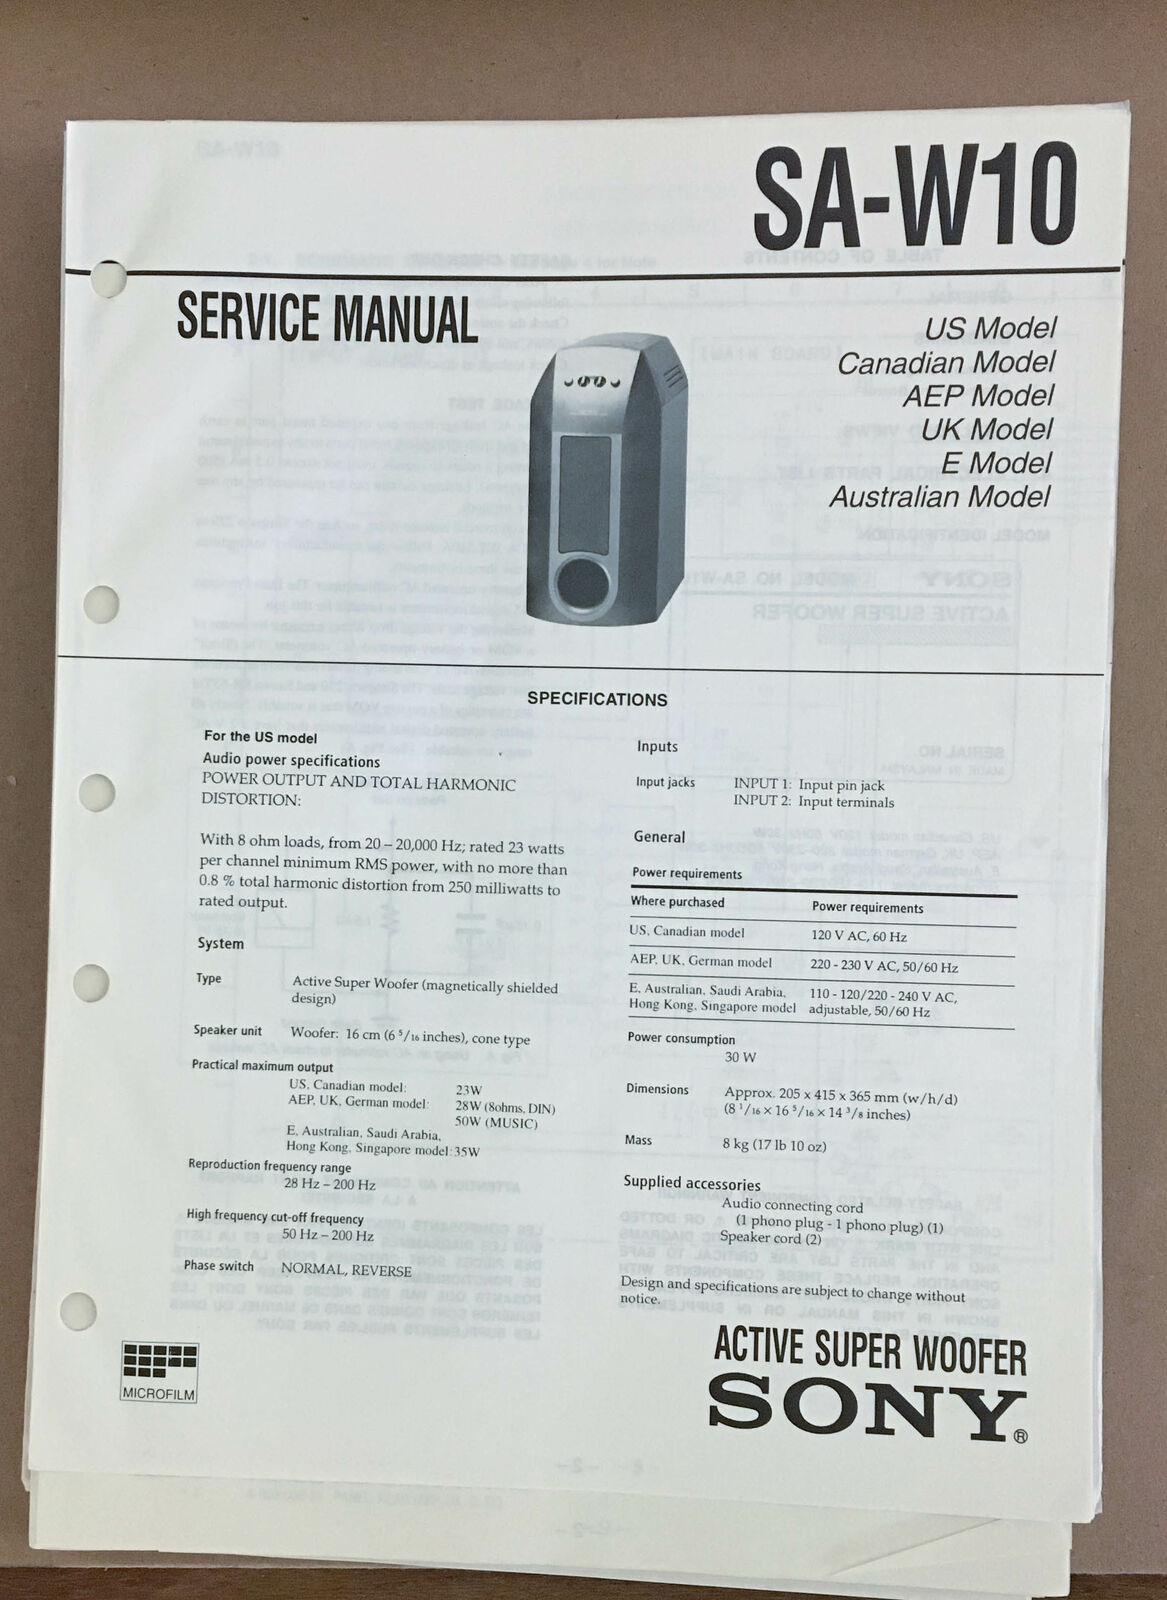 SA-W10
SERVICE MANUAL
US Model
Canadian Model
AEP Model
UK Model
E Model
Australian Model
SPECIFICATIONS
For the US model
Audio power specifications
POWER OUTPUT AND TOTAL HARMONIC
DISTORTION:
With 8 ohm loads, from 20 – 20,000 Hz; rated 23 watts
per channel minimum RMS power, with no more than
0.8 % total harmonic distortion from 250 milliwatts to
rated output.
System
Type Active Super Woofer (magnetically shielded
design)
Speaker unit Woofer: 16 cm (6 5/16 inches), cone type
Practical maximum output
US, Canadian model: 23W
AEP, UK, German model: 28W (8ohms, DIN)
50W (MUSIC)
E, Australian, Saudi Arabia,
Hong Kong, Singapore model: 35W
Reproduction frequency range
28 Hz – 200 Hz
High frequency cut-off frequency
50 Hz – 200 Hz
Phase switch NORMAL, REVERSE
Inputs
Input jacks INPUT 1: Input pin jack
INPUT 2: Input terminals
General
Power requirements
Where purchased Power requirements
US, Canadian model 120 V AC, 60 Hz
AEP, UK, German model 220 - 230 V AC, 50/60 Hz
E, Australian, Saudi Arabia, 110 - 120/220 - 240 V AC,
Hong Kong, Singapore model adjustable, 50/60 Hz
Power consumption
30 W
Dimensions Approx. 205 x 415 x 365 mm (w/h/d)
(8 1/16 × 16 5/16 × 14 3/8 inches)
Mass 8 kg (17 lb 10 oz)
Supplied accessories
Audio connecting cord
(1 phono plug - 1 phono plug) (1)
Speaker cord (2)
Design and specifications are subject to change without
notice.
MICROFILM
ACTIVE SUPER WOOFER
SONY®